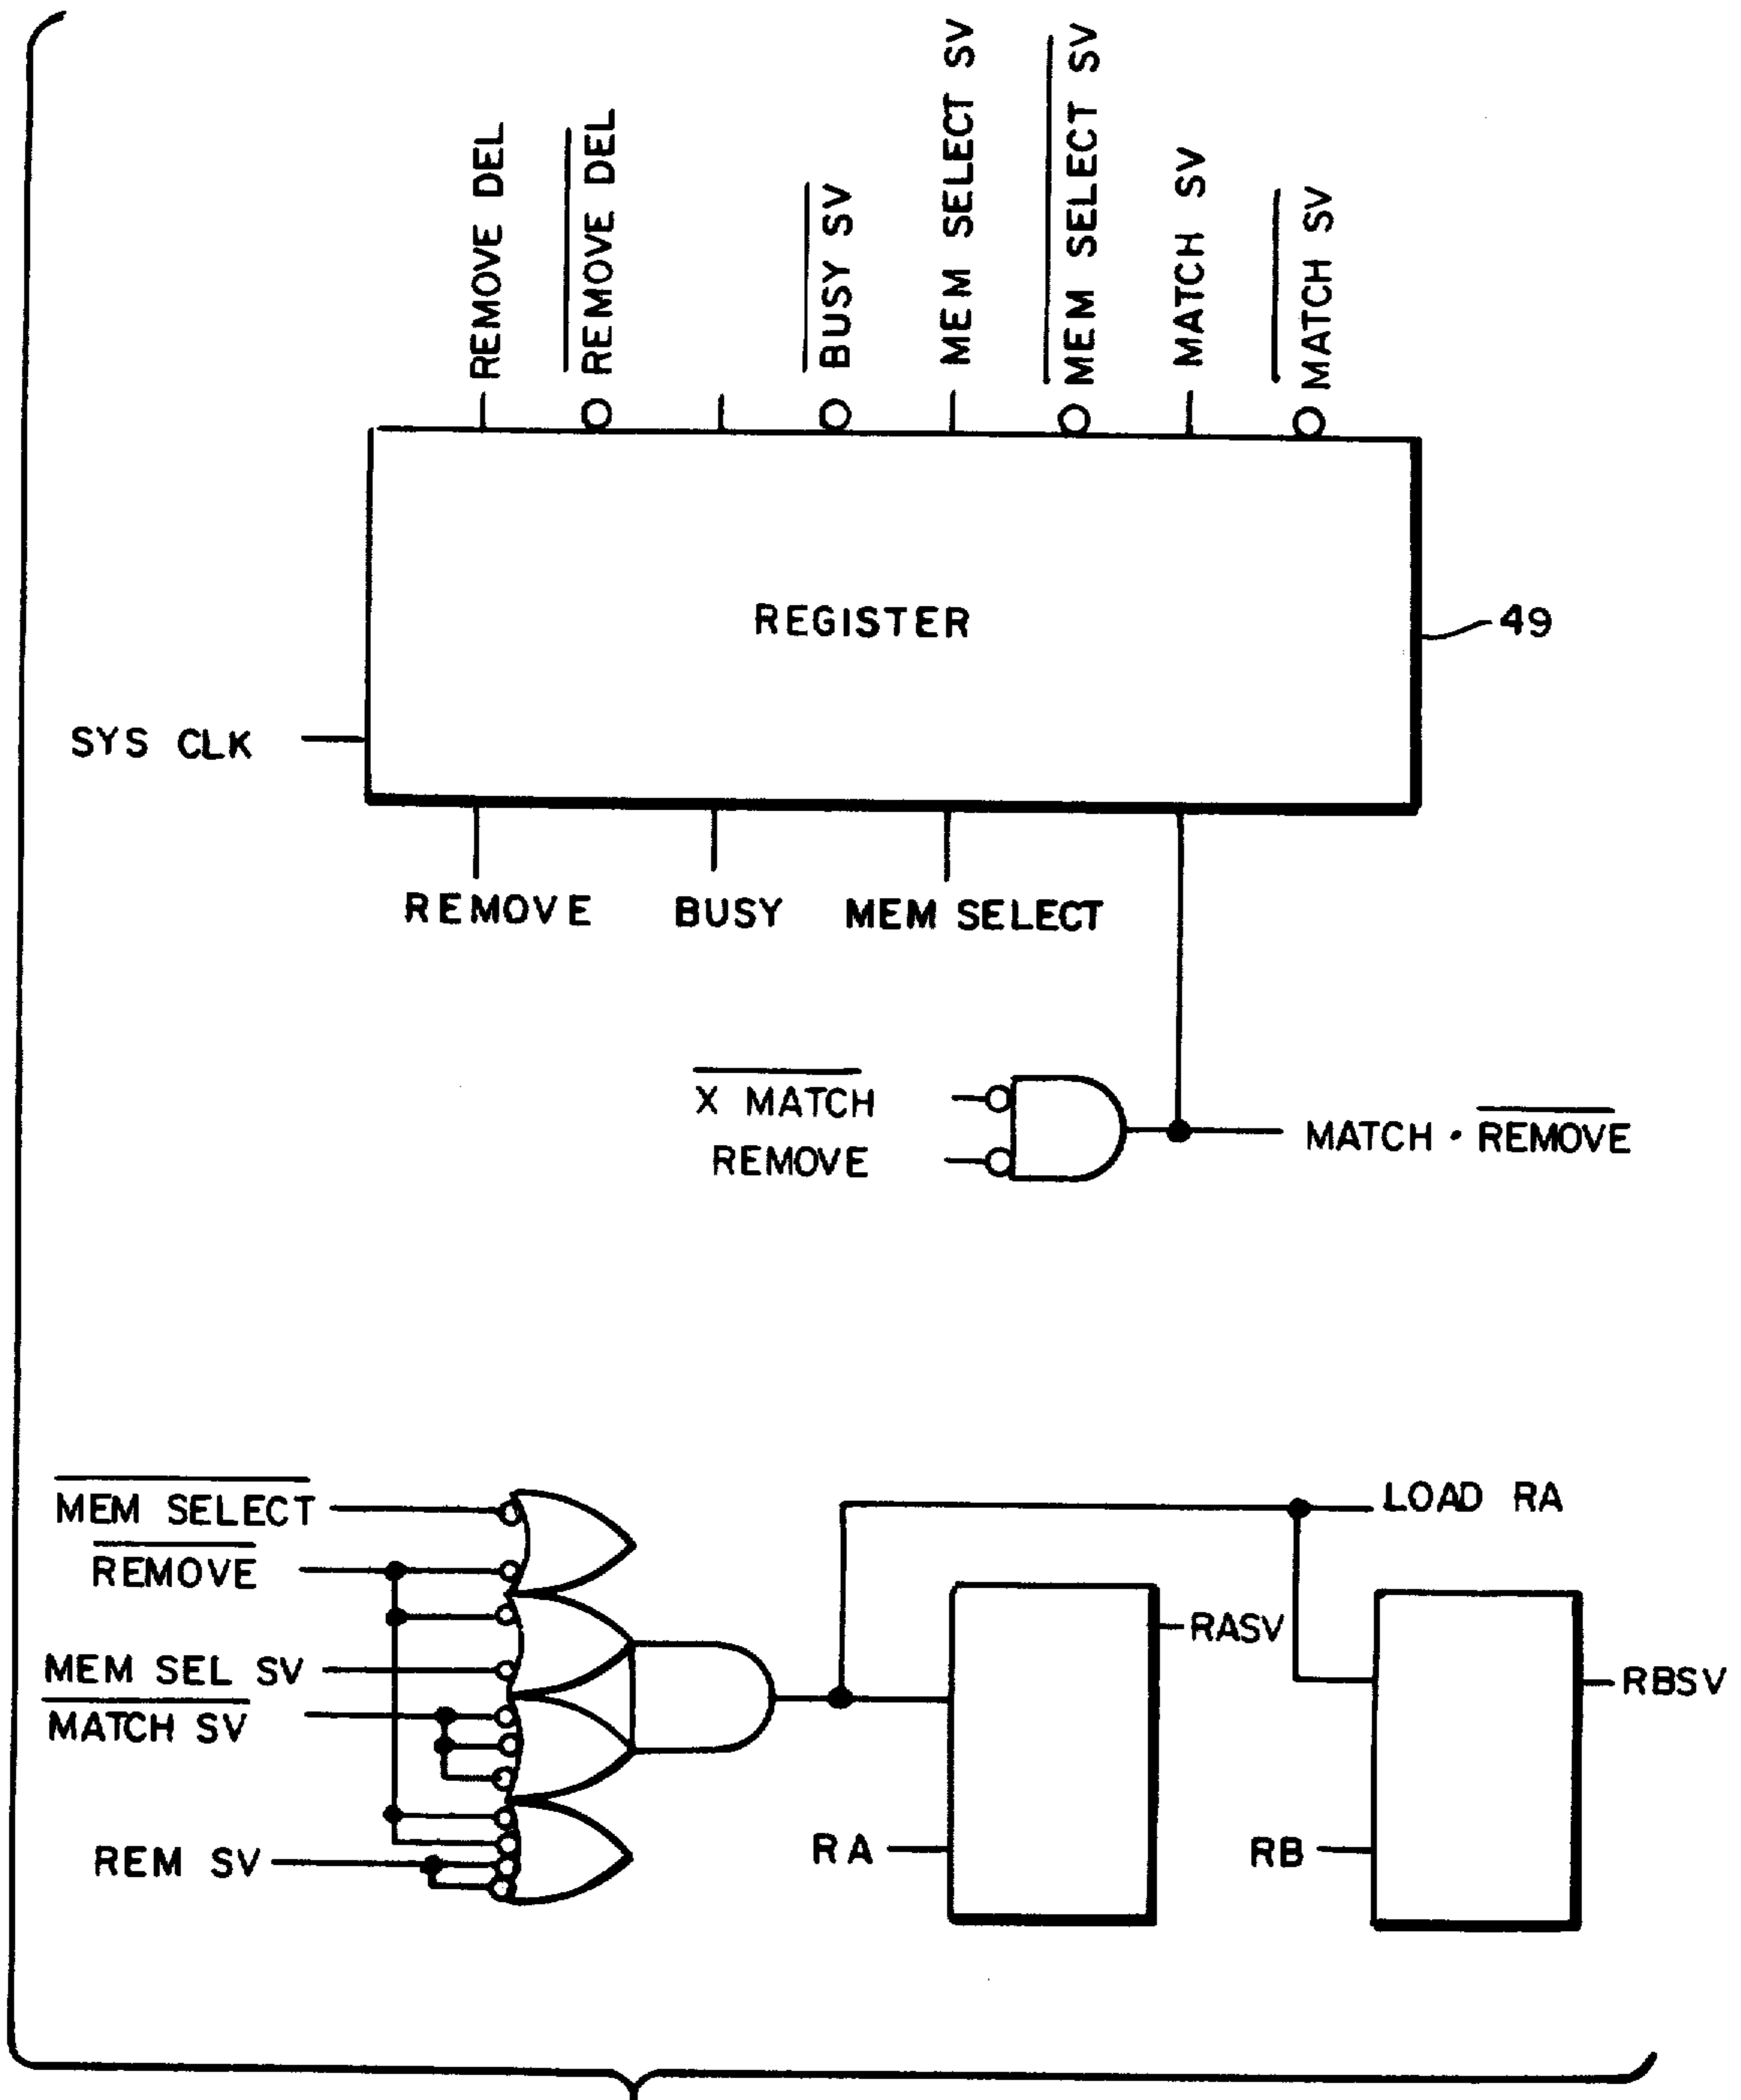 REMOVE DEL
REMOVE DEL
BUSY SV
MEM SELECT SV
MEM SELECT SV
MATCH SV
MATCH SV
REGISTER
49
SYS CLK
REMOVE
BUSY
MEM SELECT
X MATCH
REMOVE
MATCH · REMOVE
MEM SELECT
REMOVE
MEM SEL SV
MATCH SV
REM SV
LOAD RA
RASV
RBSV
RA
RB